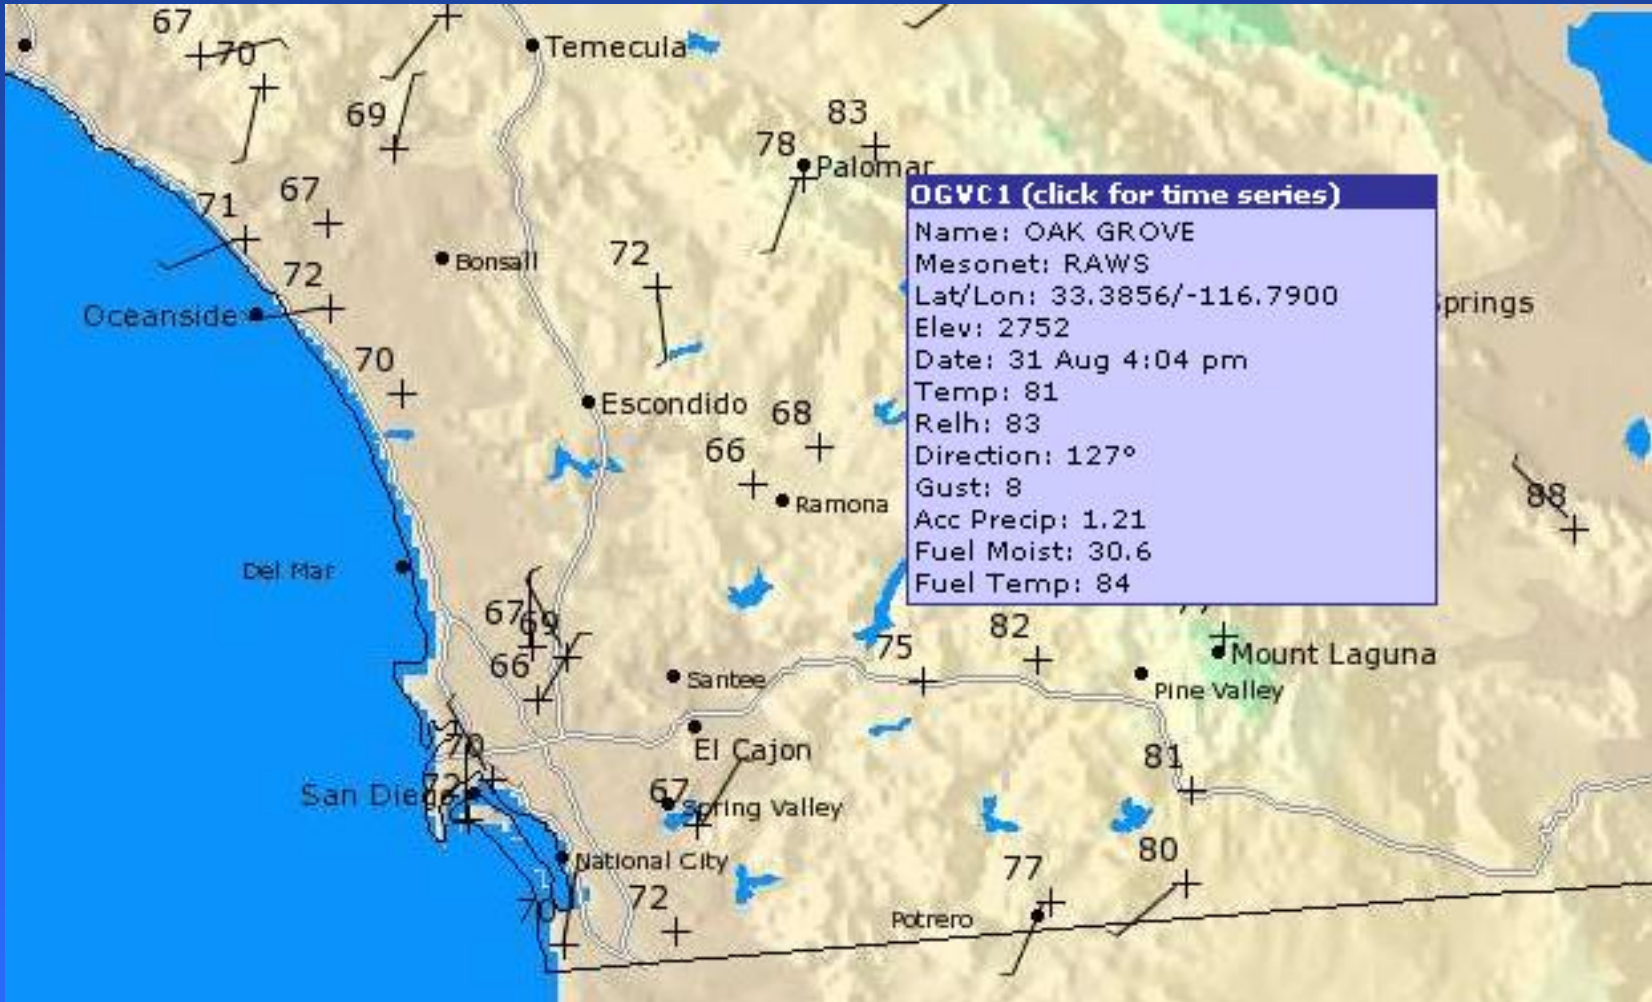 67
70
Temecula
69
83
78
Palomar
OGVC1 (click for time series)
Name: OAK GROVE
Mesonet: RAWS
Lat/Lon: 33.3856/-116.7900
Elev: 2752
Date: 31 Aug 4:04 pm
Temp: 81
Relh: 83
Direction: 127°
Gust: 8
Acc Precip: 1.21
Fuel Moist: 30.6
Fuel Temp: 84
67
71
72
Bonsall
72
Springs
Oceanside
70
Escondido
68
66
Ramona
88
Del Mar
67
69
82
75
66
Mount Laguna
Santee
Pine Valley
70
El Cajon
81
72
San Diego
67
Spring Valley
80
National City
77
72
70
Potrero